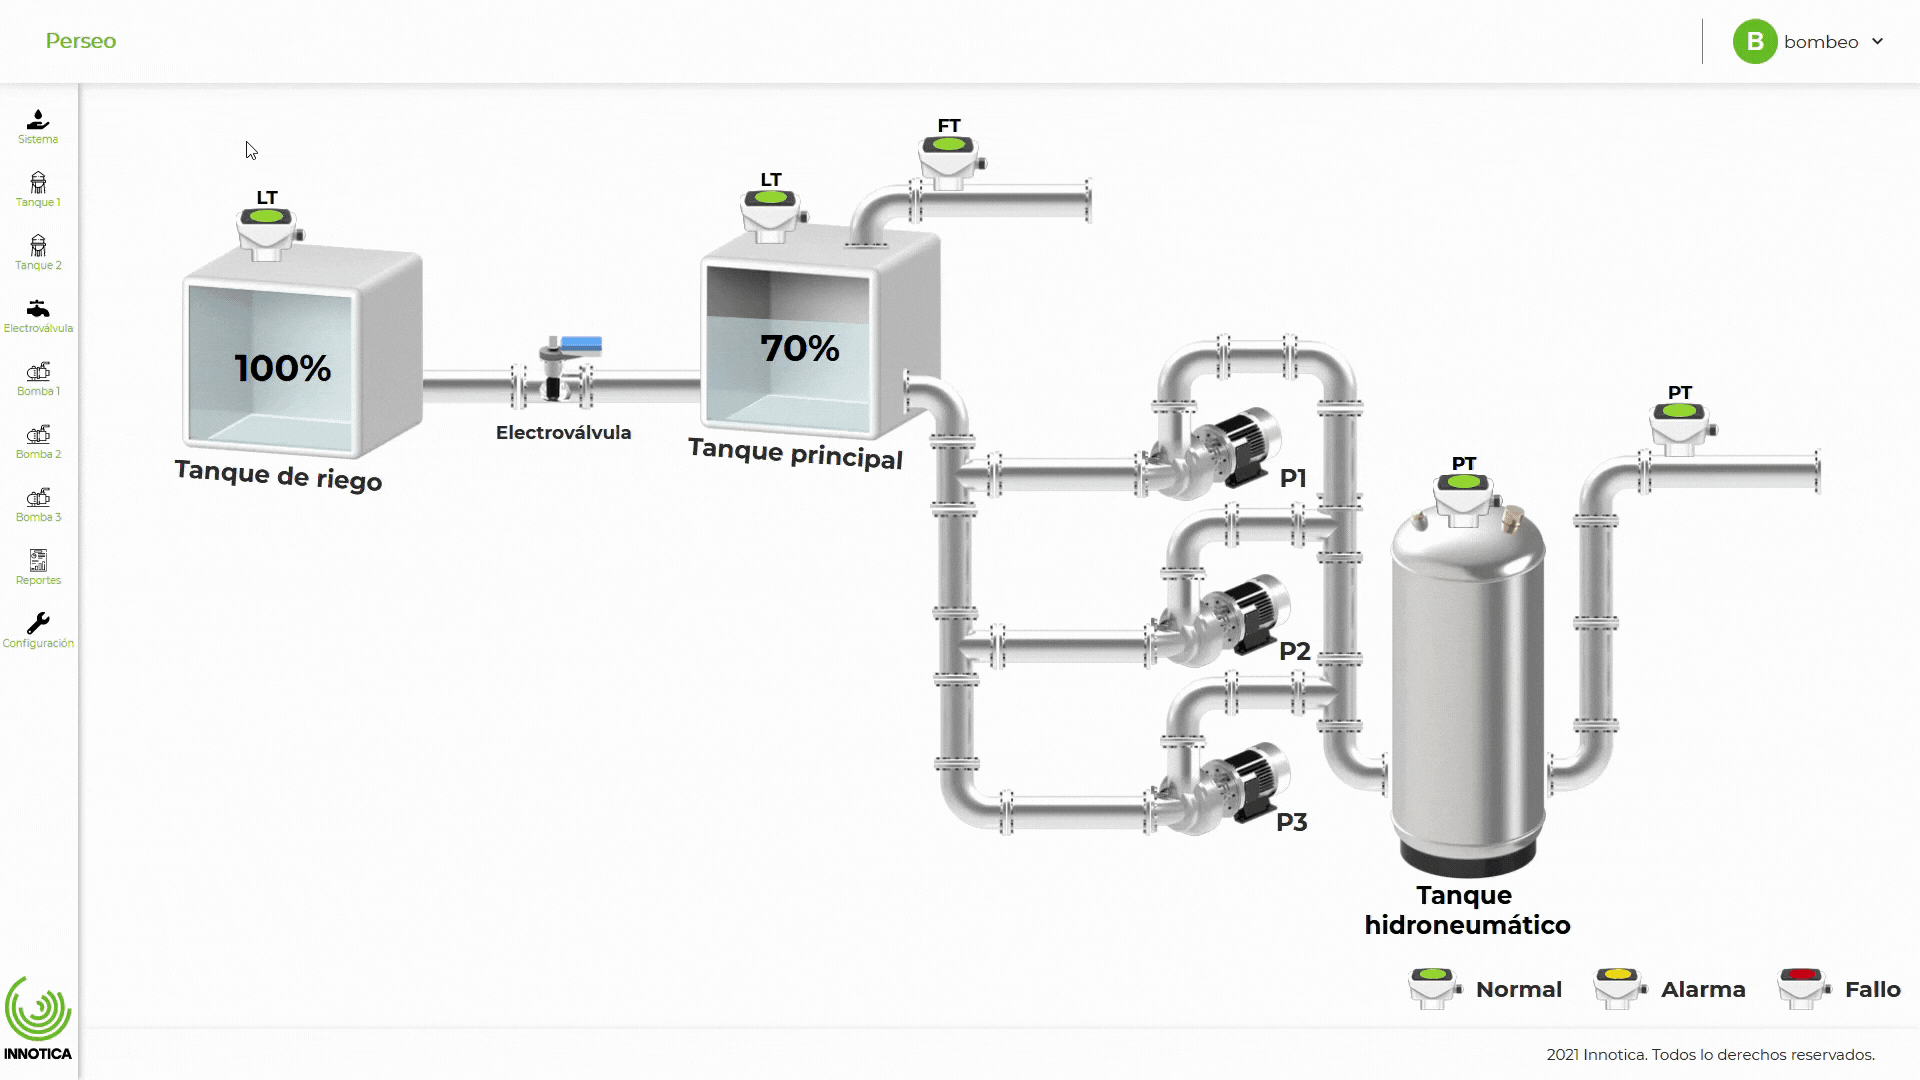 Perseo
B bombeo
Sistema
Tanque 1
Tanque 2
Electroválvula
Bomba 1
Bomba 2
Bomba 3
Reportes
Configuración
INNOTICA
LT
LT
FT
100%
70%
Electroválvula
Tanque de riego
Tanque principal
P1
P2
P3
PT
PT
Tanque
hidroneumático
Normal
Alarma
Fallo
2021 Innotica. Todos lo derechos reservados.